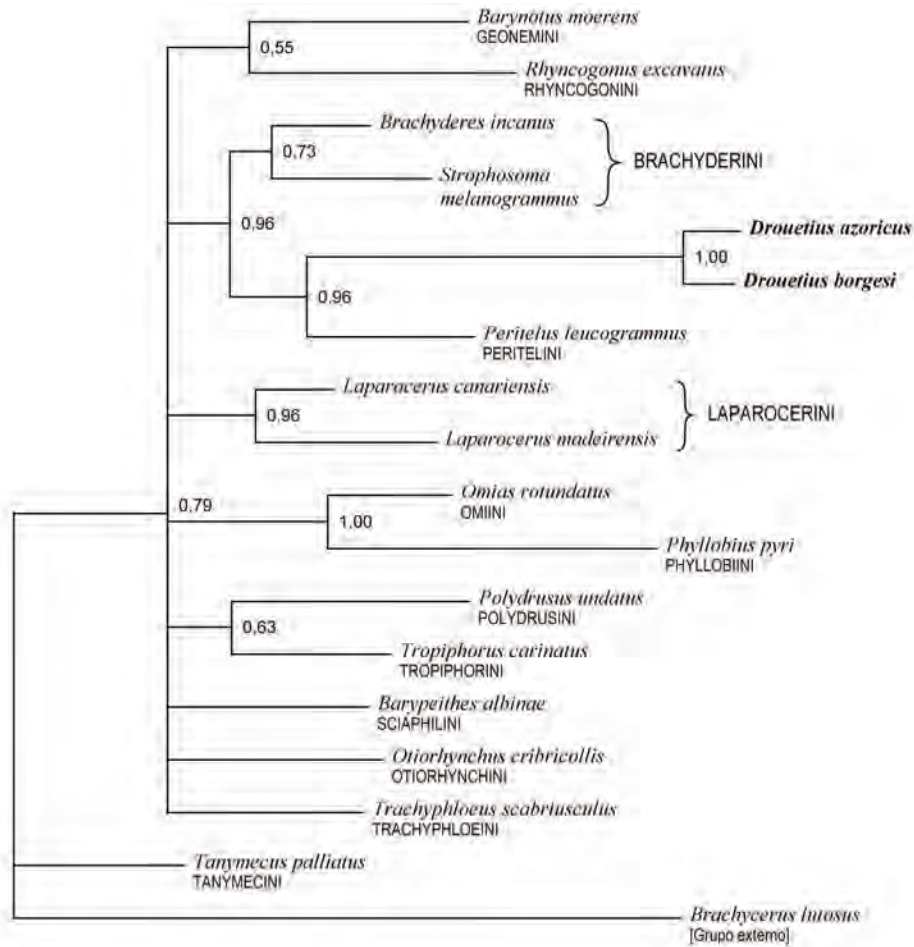 Barynotus moerens
GEONEMINI
0,55
Rhyncogonus excavatus
RHYNCOGONINI
Brachyderes incanus
0,73
BRACHYDERINI
Strophosoma
melanogrammus
0,96
Drouetius azoricus
1,00
Drouetius borgesi
0,96
Peritelus leucogrammus
PERITELINI
Laparocerus canariensis
0,96
LAPAROCERINI
Laparocerus madeirensis
Omias rotundatus
OMIINI
0,79
1,00
Phyllobius pyri
PHYLLOBIINI
Polydrusus undatus
POLYDRUSINI
0,63
Tropiphorus carinatus
TROPIPHORINI
Barypeithes albinae
SCIAPHILINI
Otiorhynchus cribricollis
OTIORHYNCHINI
Trachyphloeus scabriusculus
TRACHYPHLOEINI
Tanymecus palliatus
TANYMECINI
Brachycerus lutosus
[Grupo externo]